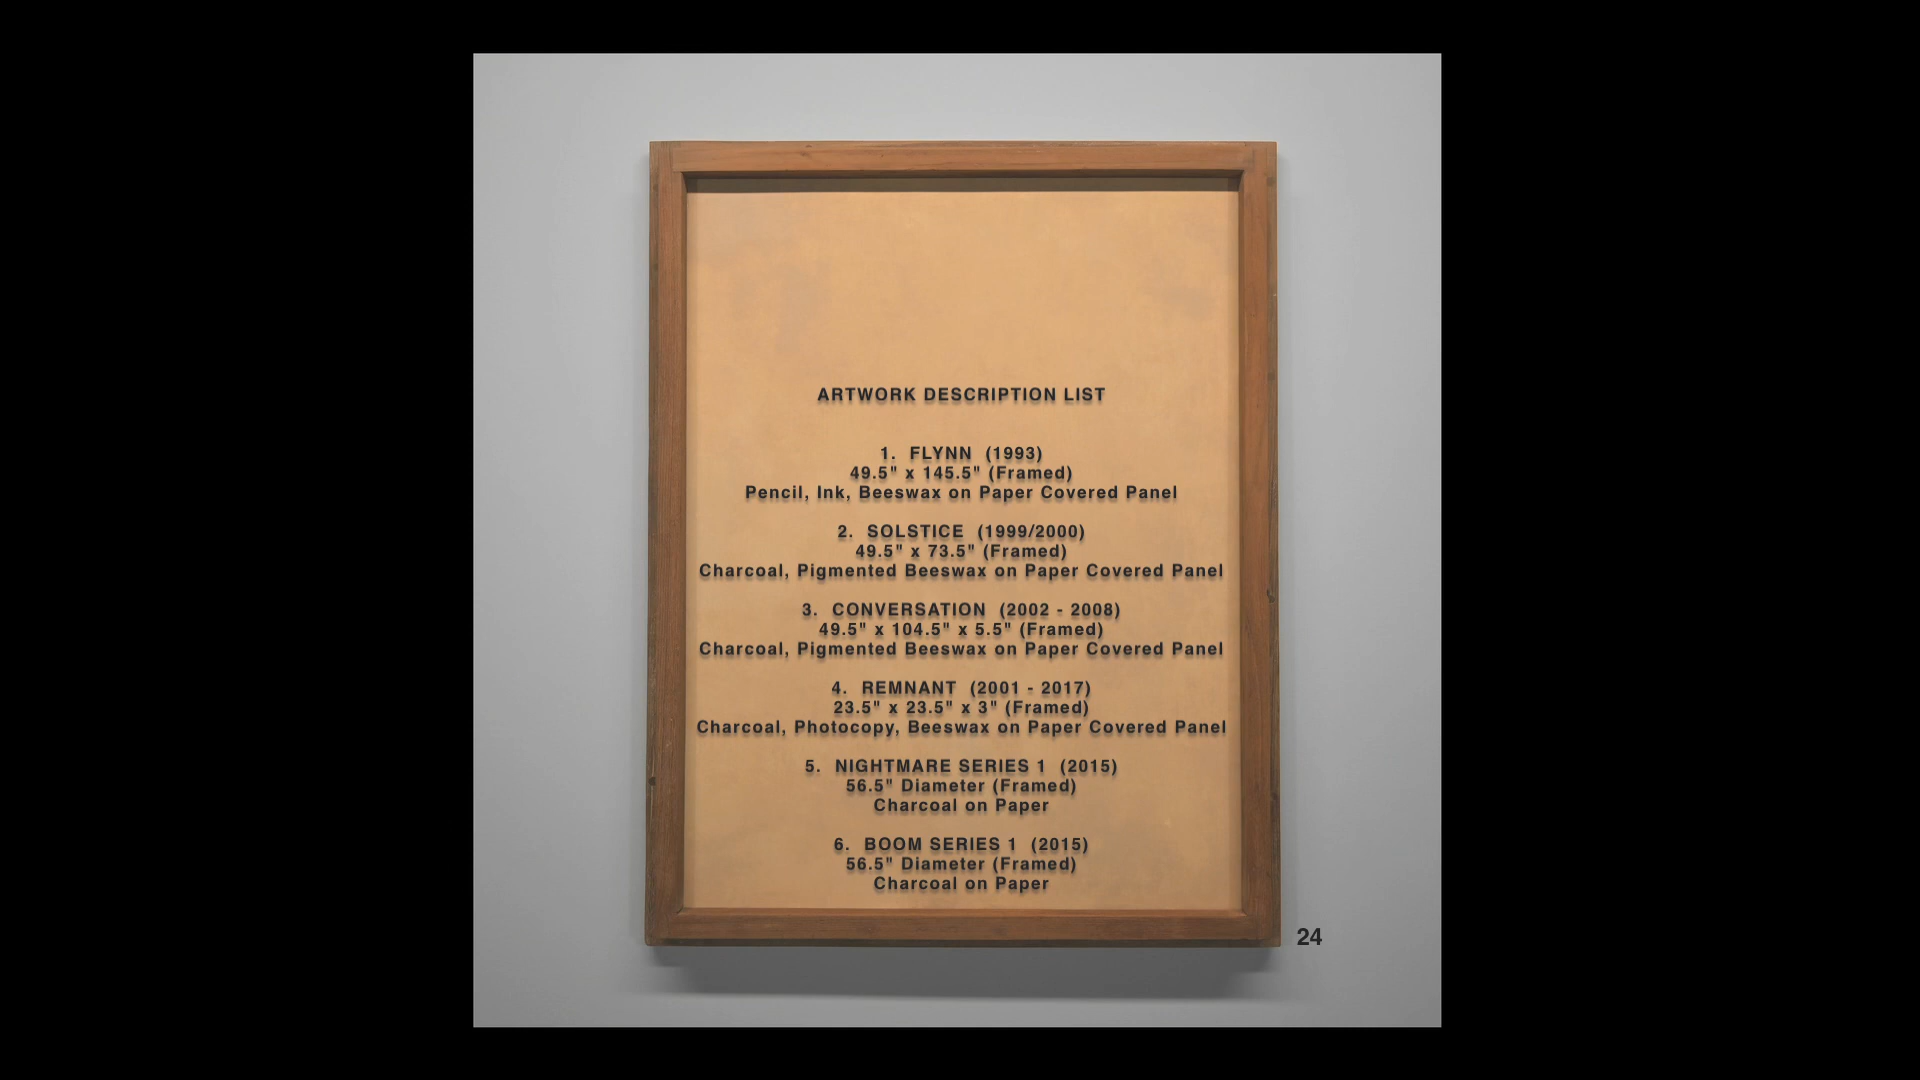 ARTWORK DESCRIPTION LIST
1. FLYNN (1993)
49.5" x 145.5" (Framed)
Pencil, Ink, Beeswax on Paper Covered Panel
2. SOLSTICE (1999/2000)
49.5" x 73.5" (Framed)
Charcoal, Pigmented Beeswax on Paper Covered Panel
3. CONVERSATION (2002 - 2008)
49.5" x 104.5" x 5.5" (Framed)
Charcoal, Pigmented Beeswax on Paper Covered Panel
4. REMNANT (2001 - 2017)
23.5" x 23.5" x 3" (Framed)
Charcoal, Photocopy, Beeswax on Paper Covered Panel
5. NIGHTMARE SERIES 1 (2015)
56.5" Diameter (Framed)
Charcoal on Paper
6. BOOM SERIES 1 (2015)
56.5" Diameter (Framed)
Charcoal on Paper
24